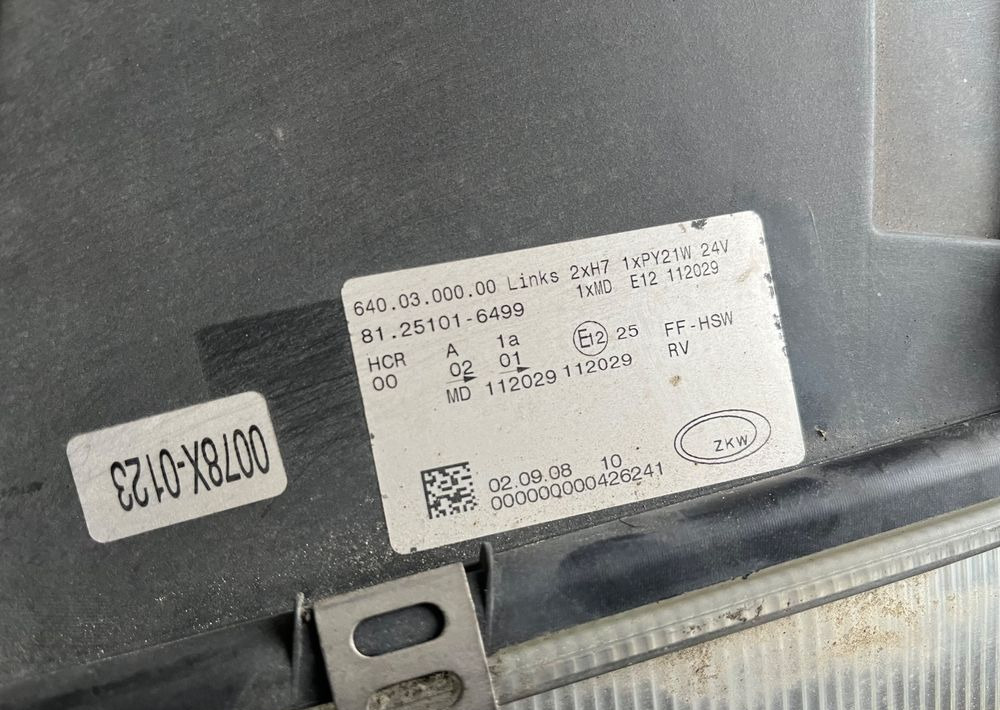 640.03.000.00 Links 2xH7 1xPY21W 24V
81.25101-6499 1xMD E12 112029
HCR A 1a E12 25 FF-HSW
00 02 01 RV
MD 112029 112029
ZKW
02.09.08 10
000000000426241
0078X-0123